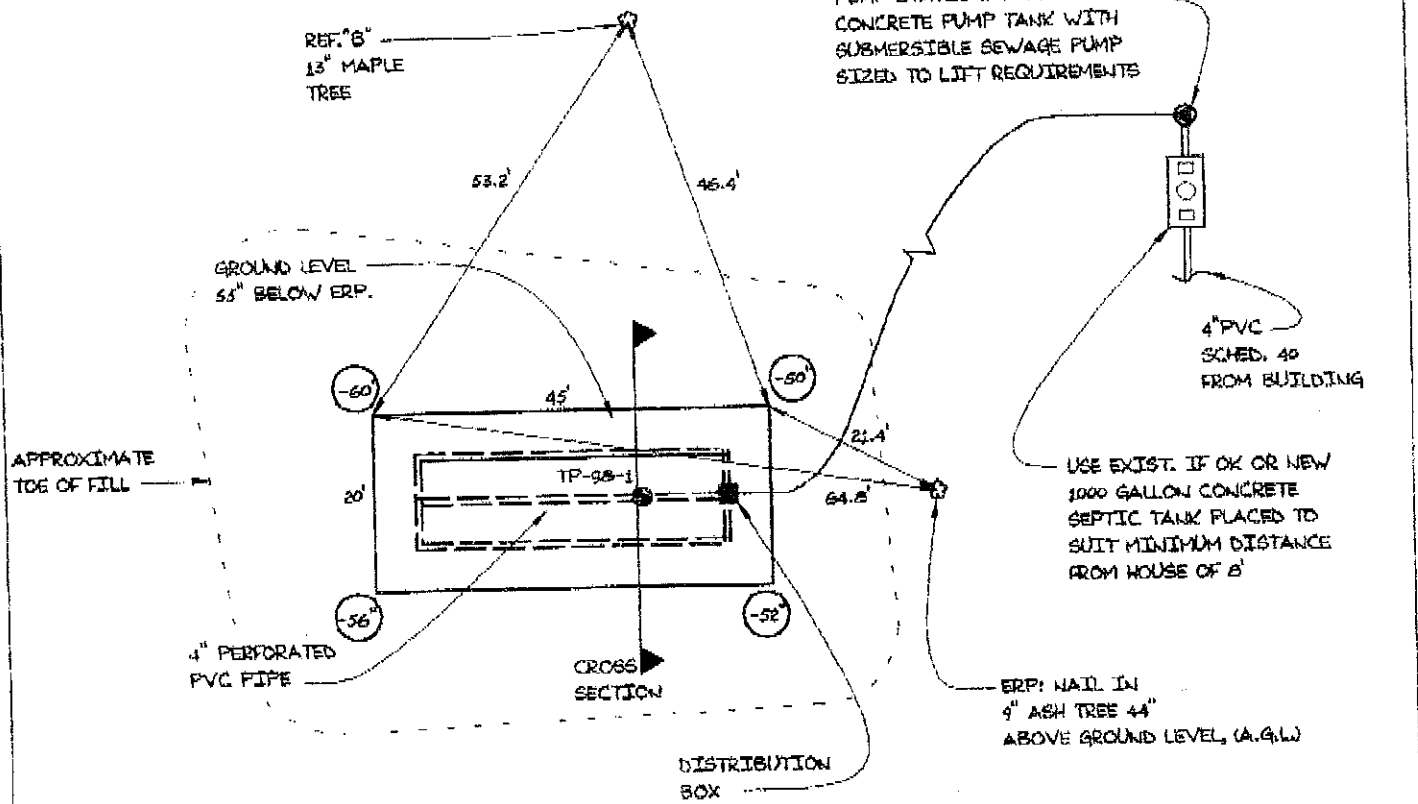 REF. "B"
13" MAPLE
TREE
CONCRETE PUMP TANK WITH
SUBMERSIBLE SEWAGE PUMP
SIZED TO LIFT REQUIREMENTS
53.2'
46.4'
GROUND LEVEL
55" BELOW ERP.
4" PVC
SCHED. 40
FROM BUILDING
-60"
-50"
45'
21.4'
APPROXIMATE
TOE OF FILL
20'
TP-98-1
64.8'
USE EXIST. IF OK OR NEW
1000 GALLON CONCRETE
SEPTIC TANK PLACED TO
SUIT MINIMUM DISTANCE
FROM HOUSE OF 8'
-56"
-52"
4" PERFORATED
PVC PIPE
CROSS
SECTION
ERP: NAIL IN
9" ASH TREE 44"
ABOVE GROUND LEVEL, (A.G.L.)
DISTRIBUTION
BOX